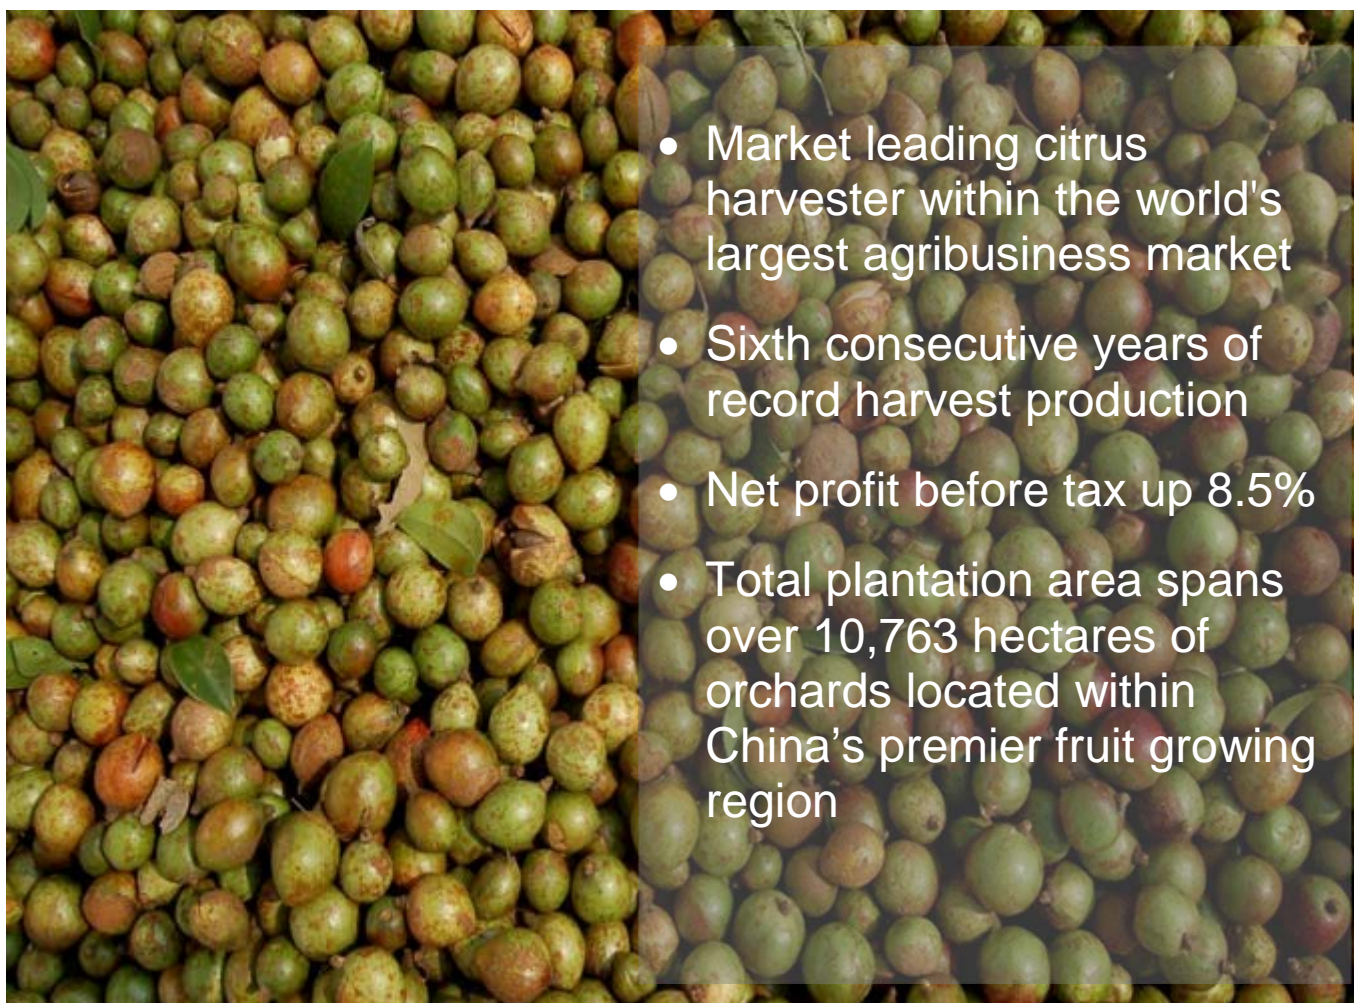 • Market leading citrus
harvester within the world's
largest agribusiness market
• Sixth consecutive years of
record harvest production
• Net profit before tax up 8.5%
• Total plantation area spans
over 10,763 hectares of
orchards located within
China’s premier fruit growing
region